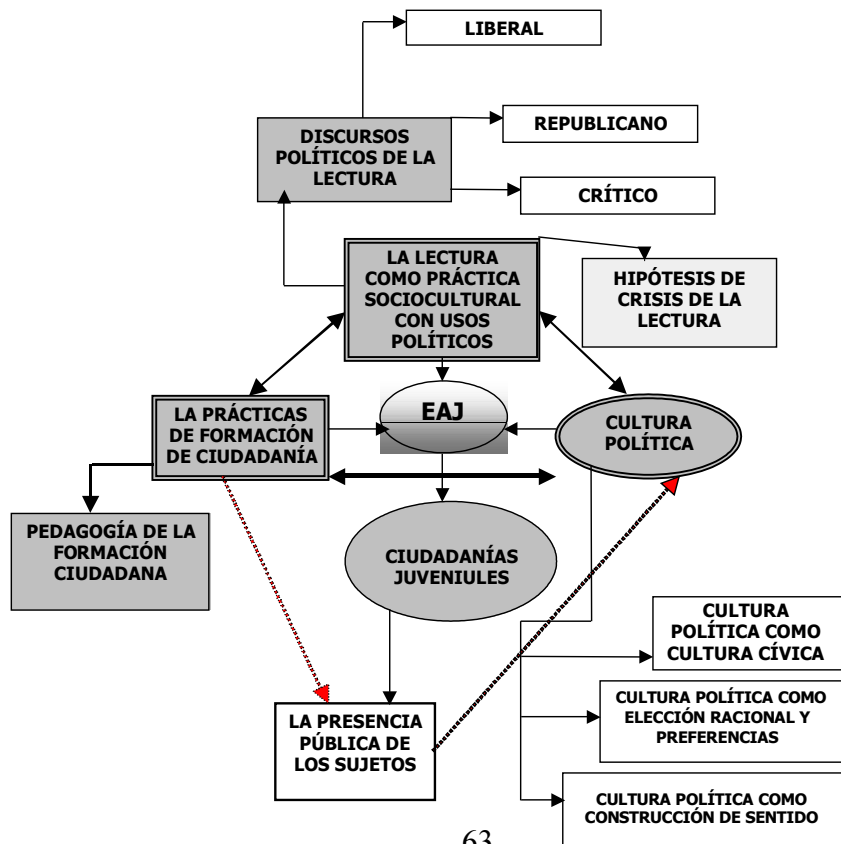 LIBERAL
REPUBLICANO
DISCURSOS
POLÍTICOS DE LA
LECTURA
CRÍTICO
LA LECTURA
COMO PRÁCTICA
SOCIOCULTURAL
CON USOS
POLÍTICOS
HIPÓTESIS DE
CRISIS DE LA
LECTURA
LA PRÁCTICAS
DE FORMACIÓN
DE CIUDADANÍA
EAJ
CULTURA
POLÍTICA
PEDAGOGÍA DE LA
FORMACIÓN
CIUDADANA
CIUDADANÍAS
JUVENIULES
CULTURA
POLÍTICA COMO
CULTURA CÍVICA
LA PRESENCIA
PÚBLICA DE
LOS SUJETOS
CULTURA POLÍTICA COMO
ELECCIÓN RACIONAL Y
PREFERENCIAS
CULTURA POLÍTICA COMO
CONSTRUCCIÓN DE SENTIDO
63